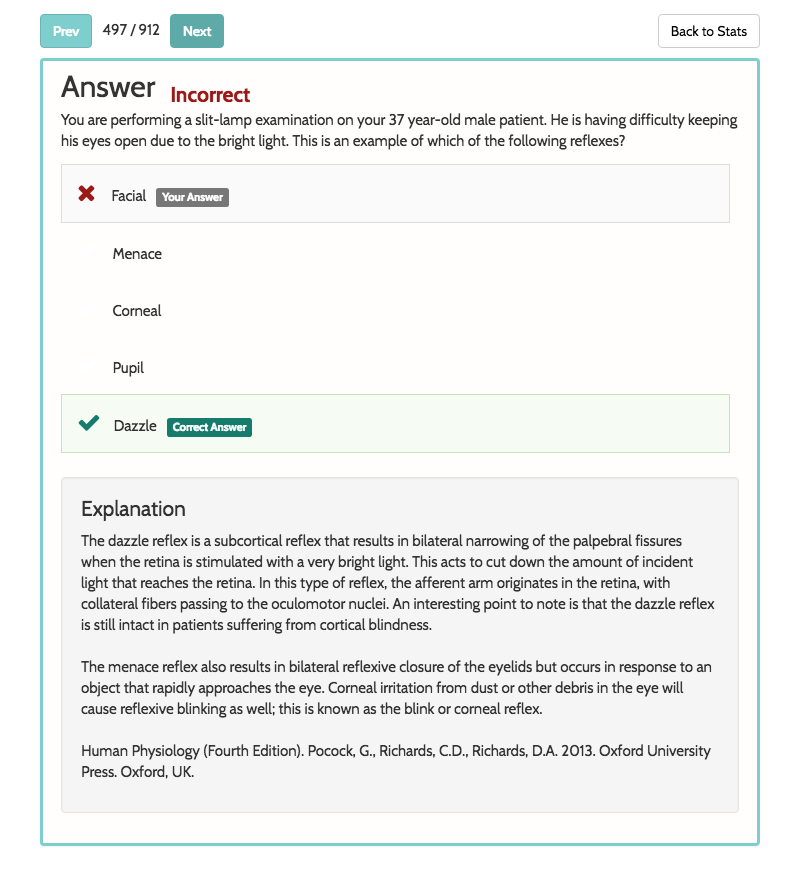 Prev 497 / 912 Next Back to Stats
Answer Incorrect
You are performing a slit-lamp examination on your 37 year-old male patient. He is having difficulty keeping
his eyes open due to the bright light. This is an example of which of the following reflexes?
Facial Your Answer
Menace
Corneal
Pupil
Dazzle Correct Answer
Explanation
The dazzle reflex is a subcortical reflex that results in bilateral narrowing of the palpebral fissures
when the retina is stimulated with a very bright light. This acts to cut down the amount of incident
light that reaches the retina. In this type of reflex, the afferent arm originates in the retina, with
collateral fibers passing to the oculomotor nuclei. An interesting point to note is that the dazzle reflex
is still intact in patients suffering from cortical blindness.
The menace reflex also results in bilateral reflexive closure of the eyelids but occurs in response to an
object that rapidly approaches the eye. Corneal irritation from dust or other debris in the eye will
cause reflexive blinking as well; this is known as the blink or corneal reflex.
Human Physiology (Fourth Edition). Pocock, G., Richards, C.D., Richards, D.A. 2013. Oxford University
Press. Oxford, UK.